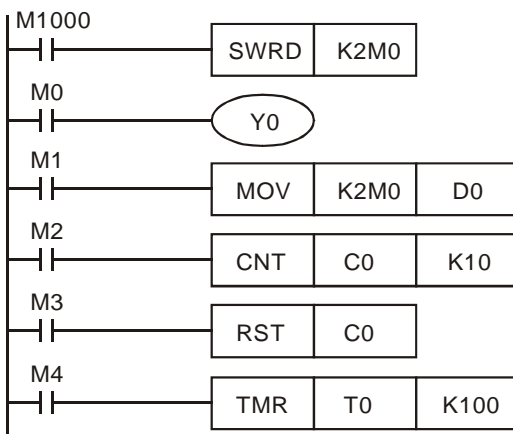 M1000
SWRD K2M0
M0
Y0
M1
MOV K2M0 D0
M2
CNT C0 K10
M3
RST C0
M4
TMR T0 K100